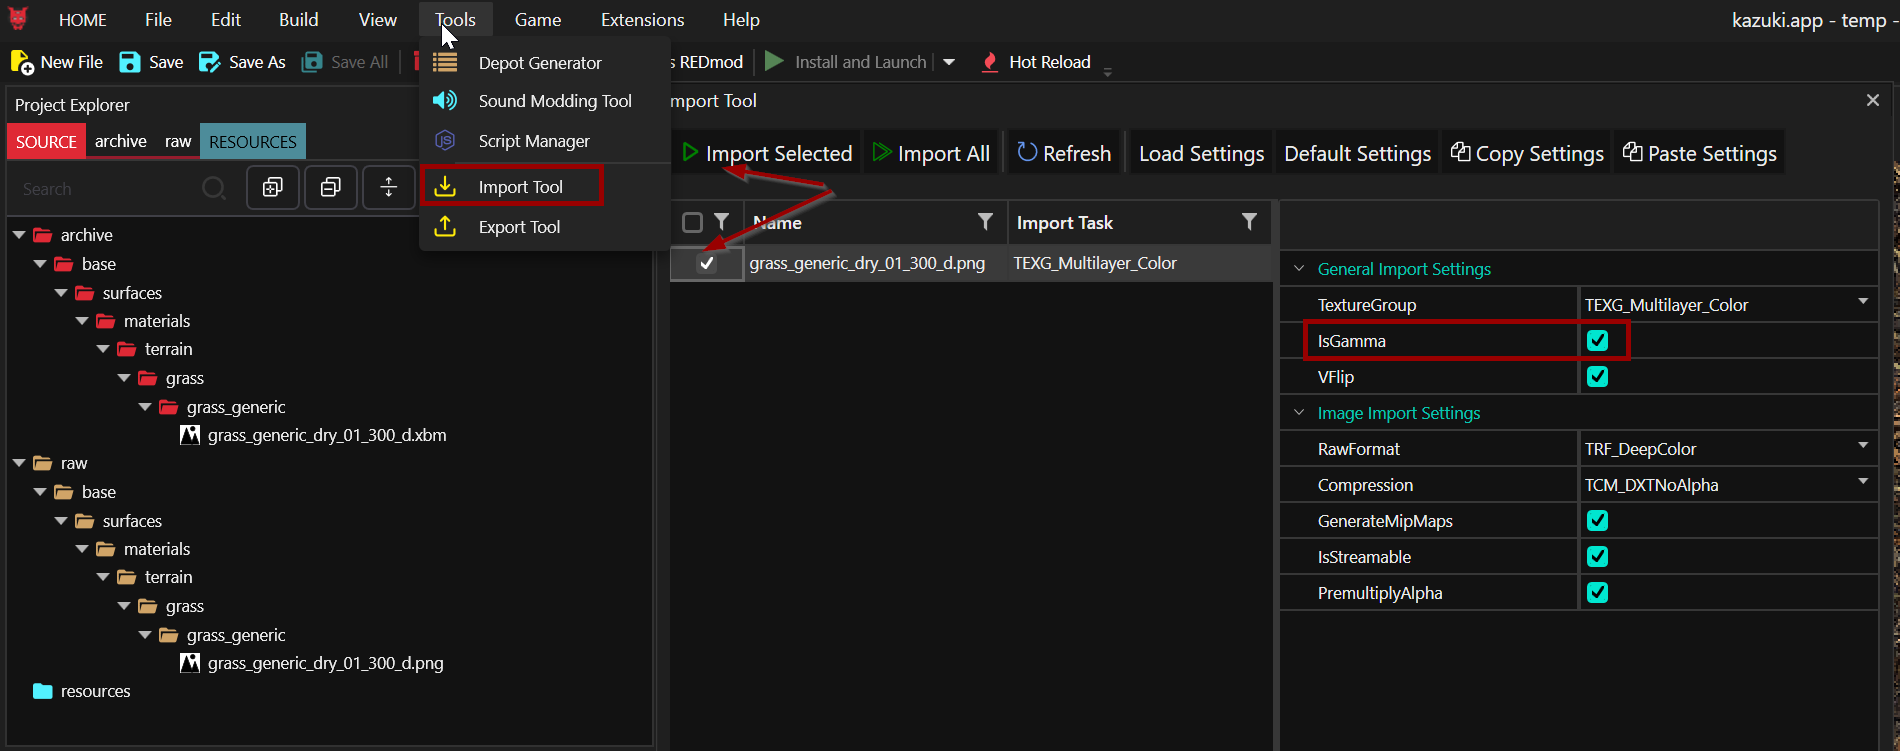 HOME File Edit Build View Tools Game Extensions Help kazuki.app - temp -
New File Save Save As Save All s REDmod Install and Launch Hot Reload
Depot Generator
Sound Modding Tool
Script Manager
Import Tool
Export Tool
Project Explorer
SOURCE archive raw RESOURCES
Search
archive
base
surfaces
materials
terrain
grass
grass_generic
grass_generic_dry_01_300_d.xbm
raw
base
surfaces
materials
terrain
grass
grass_generic
grass_generic_dry_01_300_d.png
resources
mport Tool
Import Selected Import All Refresh Load Settings Default Settings Copy Settings Paste Settings
Name Import Task
grass_generic_dry_01_300_d.png TEXG_Multilayer_Color
General Import Settings
TextureGroup TEXG_Multilayer_Color
IsGamma
VFlip
Image Import Settings
RawFormat TRF_DeepColor
Compression TCM_DXTNoAlpha
GenerateMipMaps
IsStreamable
PremultiplyAlpha